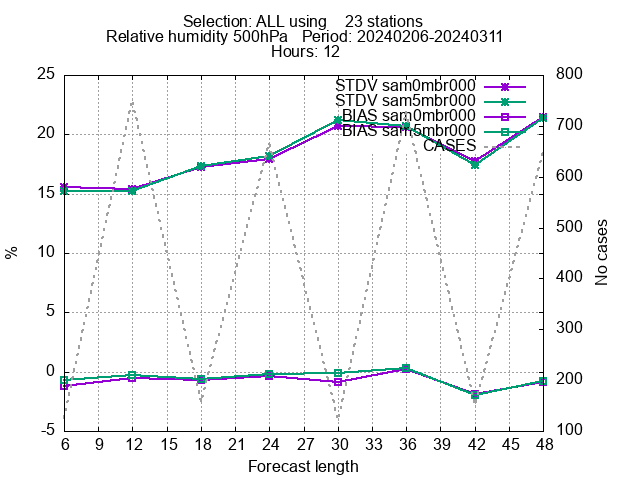 Selection: ALL using    23 stations
Relative humidity 500hPa   Period: 20240206-20240311
Hours: 12
25 800
STDV sam0mbr000
STDV sam5mbr000
BIAS sam0mbr000
20 700
BIAS sam5mbr000
CASES
600
15
500
%
10
No cases
400
5
300
0 200
-5 100
6 9 12 15 18 21 24 27 30 33 36 39 42 45 48
Forecast length